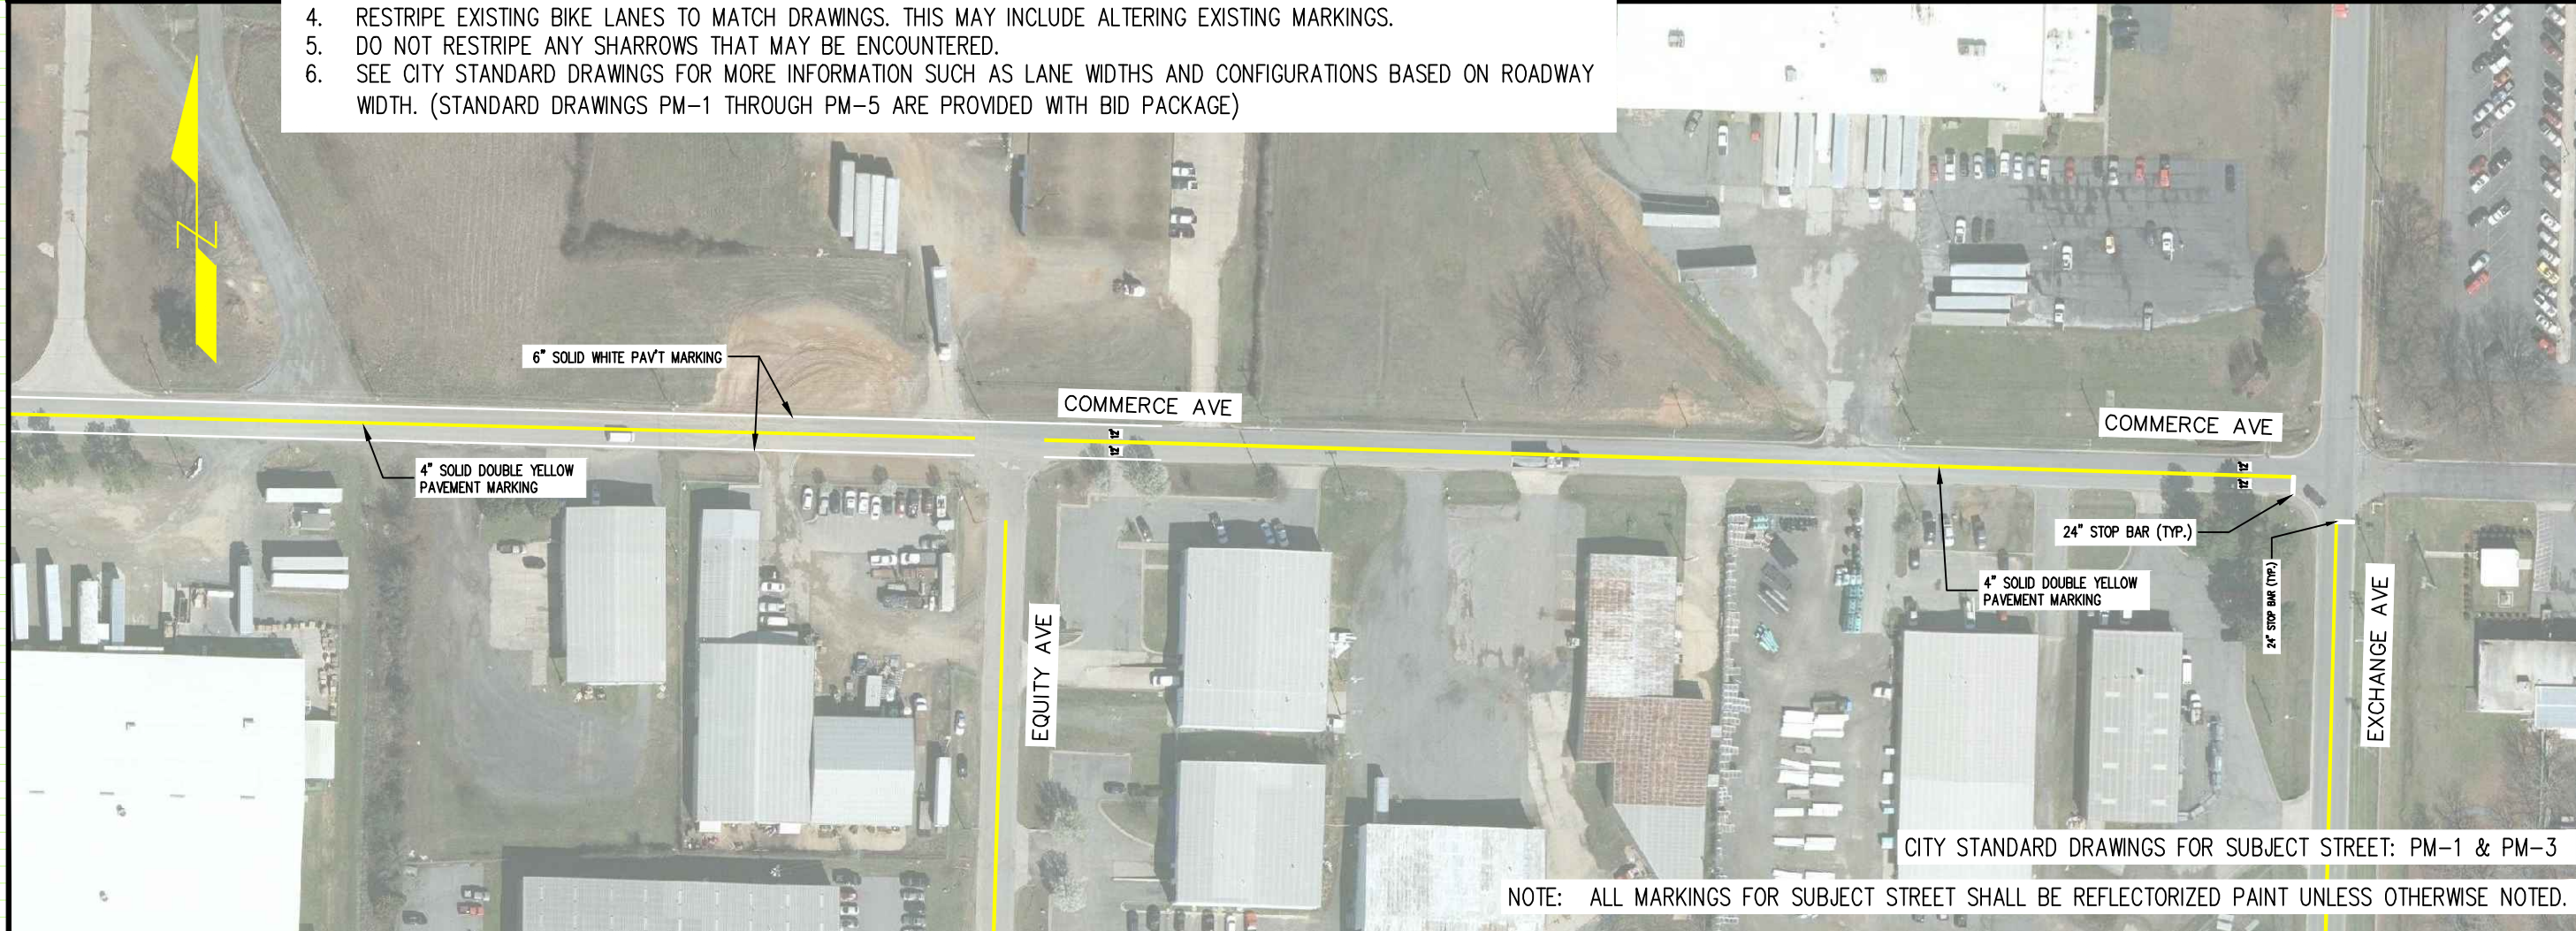 4. RESTRIPE EXISTING BIKE LANES TO MATCH DRAWINGS. THIS MAY INCLUDE ALTERING EXISTING MARKINGS.
5. DO NOT RESTRIPE ANY SHARROWS THAT MAY BE ENCOUNTERED.
6. SEE CITY STANDARD DRAWINGS FOR MORE INFORMATION SUCH AS LANE WIDTHS AND CONFIGURATIONS BASED ON ROADWAY
WIDTH. (STANDARD DRAWINGS PM-1 THROUGH PM-5 ARE PROVIDED WITH BID PACKAGE)
N
6" SOLID WHITE PAV'T MARKING
COMMERCE AVE
COMMERCE AVE
12' 12'
12' 12'
4" SOLID DOUBLE YELLOW
PAVEMENT MARKING
24" STOP BAR (TYP.)
24" STOP BAR (TYP.)
4" SOLID DOUBLE YELLOW
PAVEMENT MARKING
EQUITY AVE
EXCHANGE AVE
CITY STANDARD DRAWINGS FOR SUBJECT STREET: PM-1 & PM-3
NOTE: ALL MARKINGS FOR SUBJECT STREET SHALL BE REFLECTORIZED PAINT UNLESS OTHERWISE NOTED.